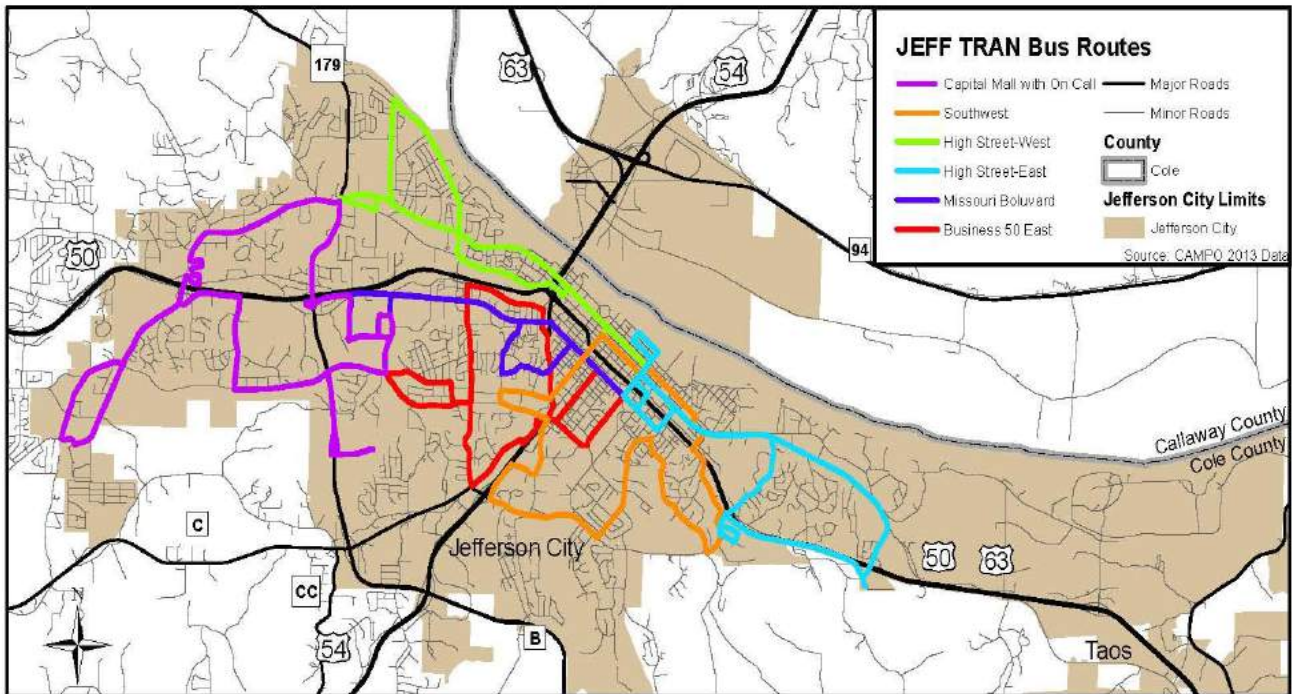 JEFF TRAN Bus Routes
Capital Mall with On Call
Southwest
High Street-West
High Street-East
Missouri Boluvard
Business 50 East
Major Roads
Minor Roads
County
Cole
Jefferson City Limits
Jefferson City
Source: CAMPO 2013 Data
179
63
54
50
94
Callaway County
Cole County
C
Jefferson City
50
63
CC
54
B
Taos
N